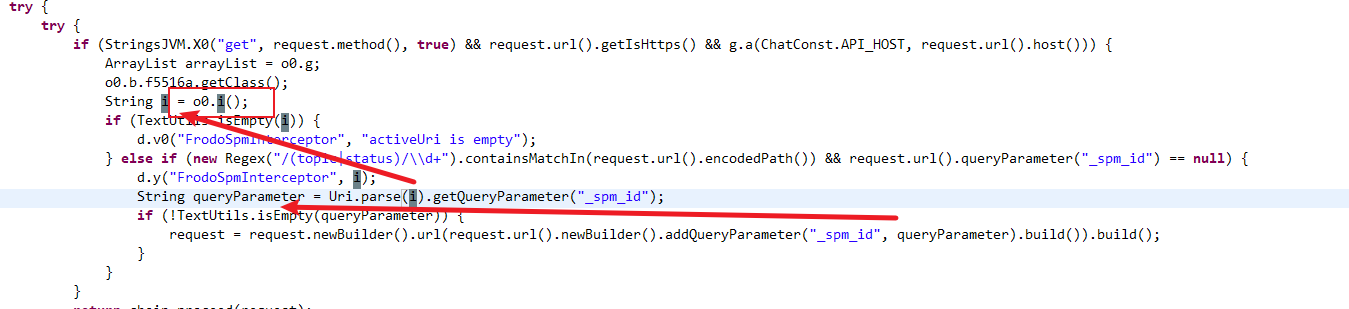 try {
try {
if (StringsJVM.X0("get", request.method(), true) && request.url().getIsHttps() && g.a(ChatConst.API_HOST, request.url().host())) {
ArrayList arrayList = o0.g;
o0.b.f5516a.getClass();
String i = o0.i();
if (TextUtils.isEmpty(i)) {
d.v0("FrodoSpmInterceptor", "activeUri is empty");
} else if (new Regex("/(topic|status)/\\d+").containsMatchIn(request.url().encodedPath()) && request.url().queryParameter("_spm_id") == null) {
d.y("FrodoSpmInterceptor", i);
String queryParameter = Uri.parse(i).getQueryParameter("_spm_id");
if (!TextUtils.isEmpty(queryParameter)) {
request = request.newBuilder().url(request.url().newBuilder().addQueryParameter("_spm_id", queryParameter).build()).build();
}
}
}